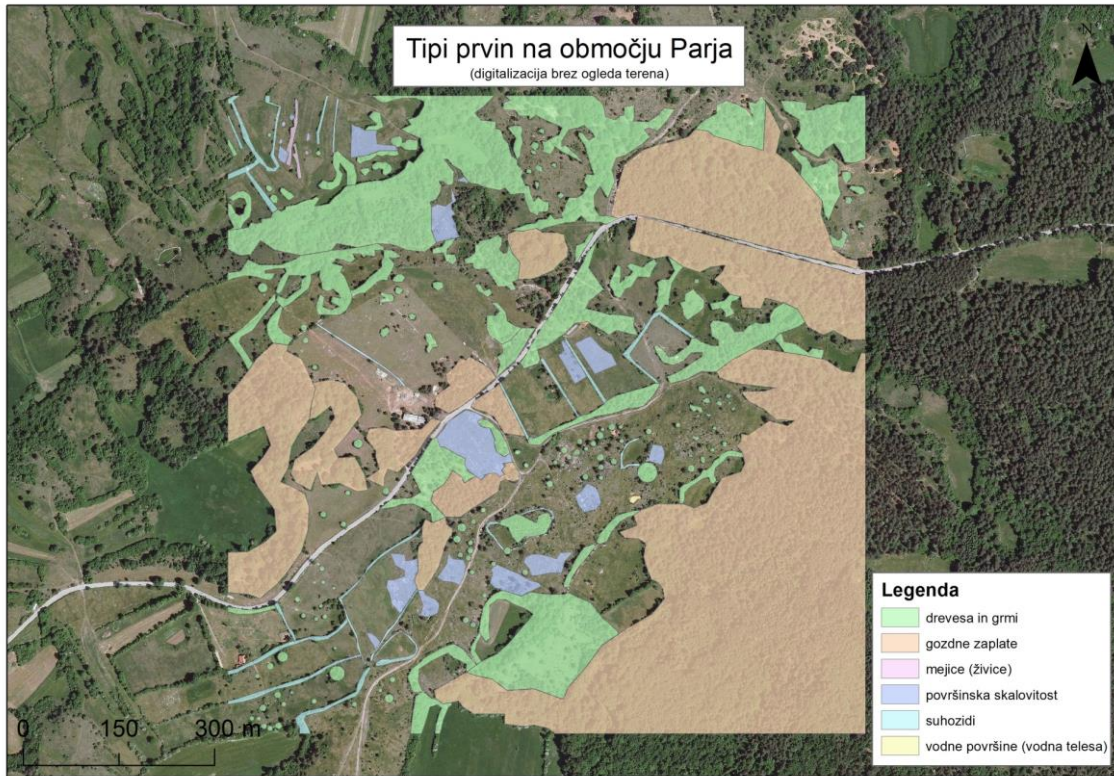 Tipi prvin na območju Parja
(digitalizacija brez ogleda terena)
N
Legenda
drevesa in grmi
gozdne zaplate
mejice (živice)
površinska skalovitost
suhozidi
vodne površine (vodna telesa)
0 150 300 m